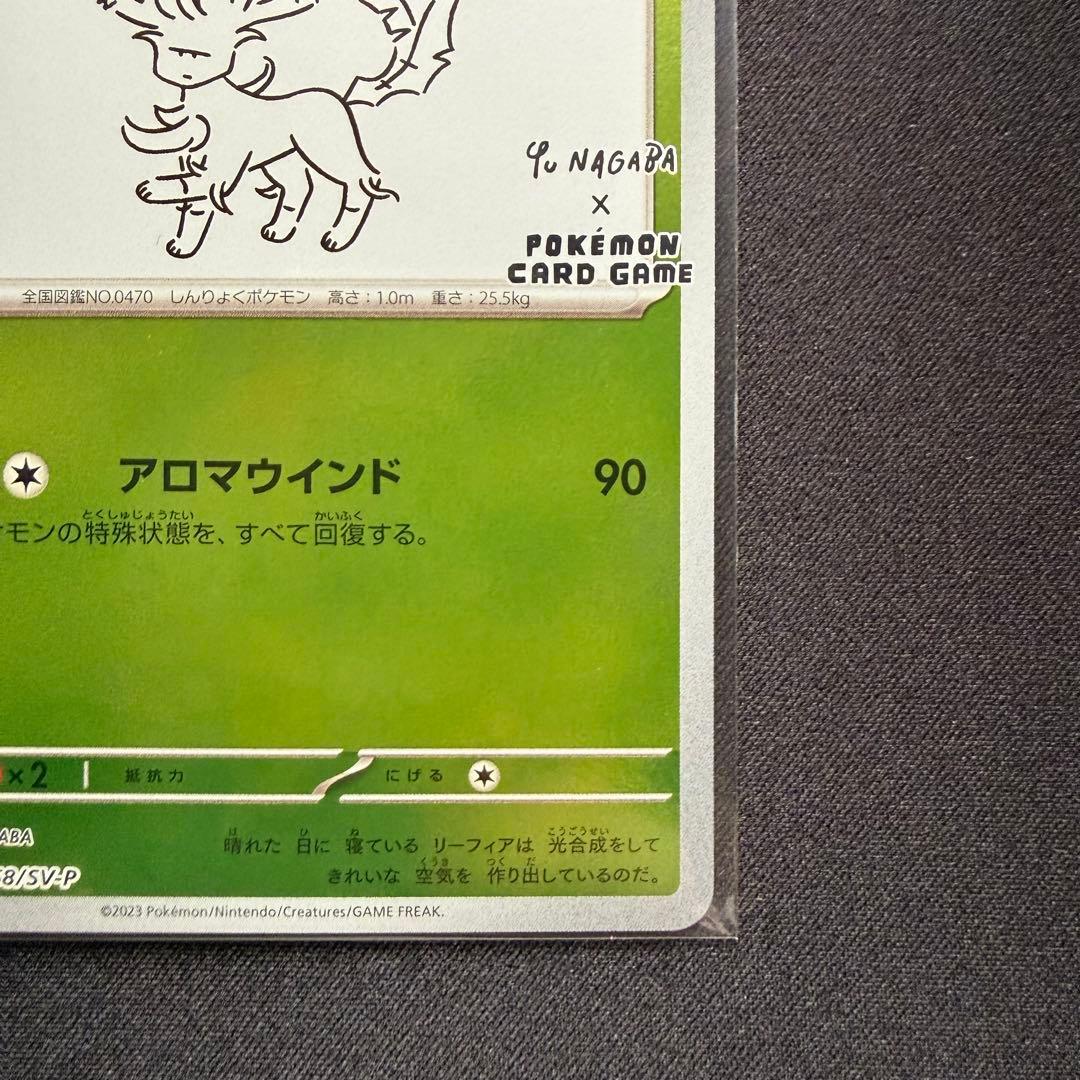 Yu NAGABA
×
POKÉMON
CARD GAME
全国図鑑NO.0470 しんりょくポケモン 高さ：1.0m 重さ：25.5kg
アロマウインド 90
とくしゅじょうたい かいふく
モンの特殊状態を、すべて回復する。
×2 抵抗力 にげる
ABA
は ひ ね こうごうせい
晴れた 日に 寝ている リーフィアは 光合成をして
8/SV-P
くうき つく だ
きれいな 空気を 作り出しているのだ。
©2023 Pokémon/Nintendo/Creatures/GAME FREAK.